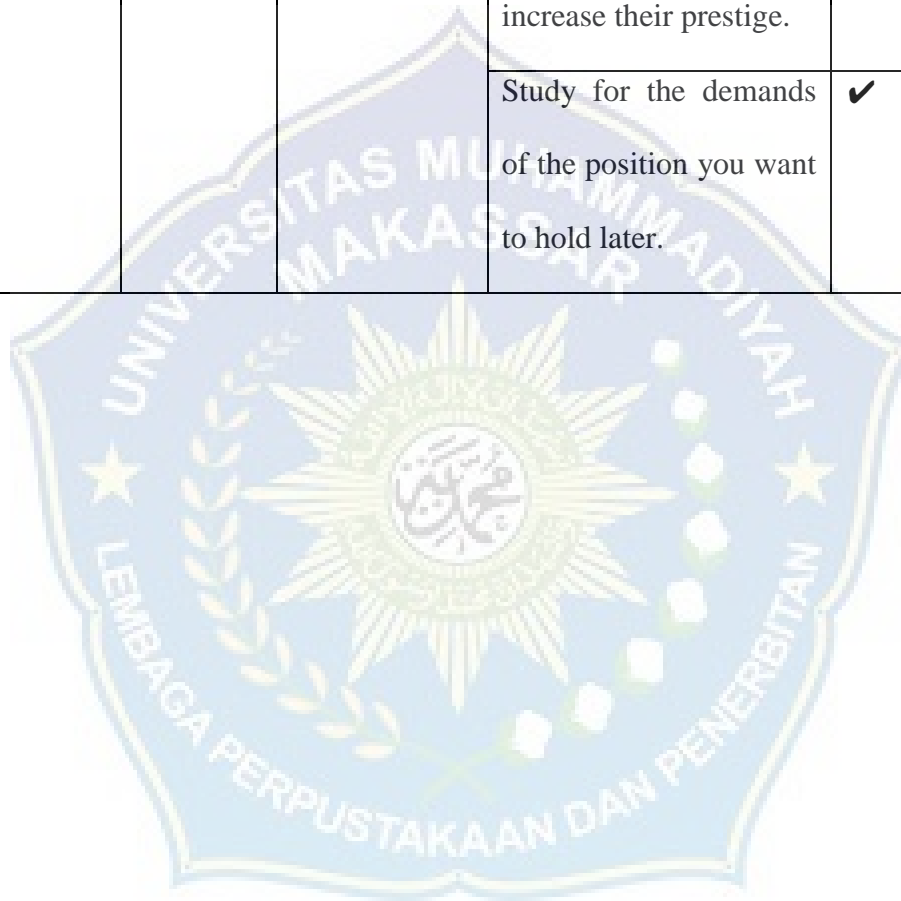 increase their prestige.
Study for the demands ✔
of the position you want
to hold later.
UNIVERSITAS MUHAMMADIYAH
MAKASSAR
LEMBAGA PERPUSTAKAAN DAN PENERBITAN